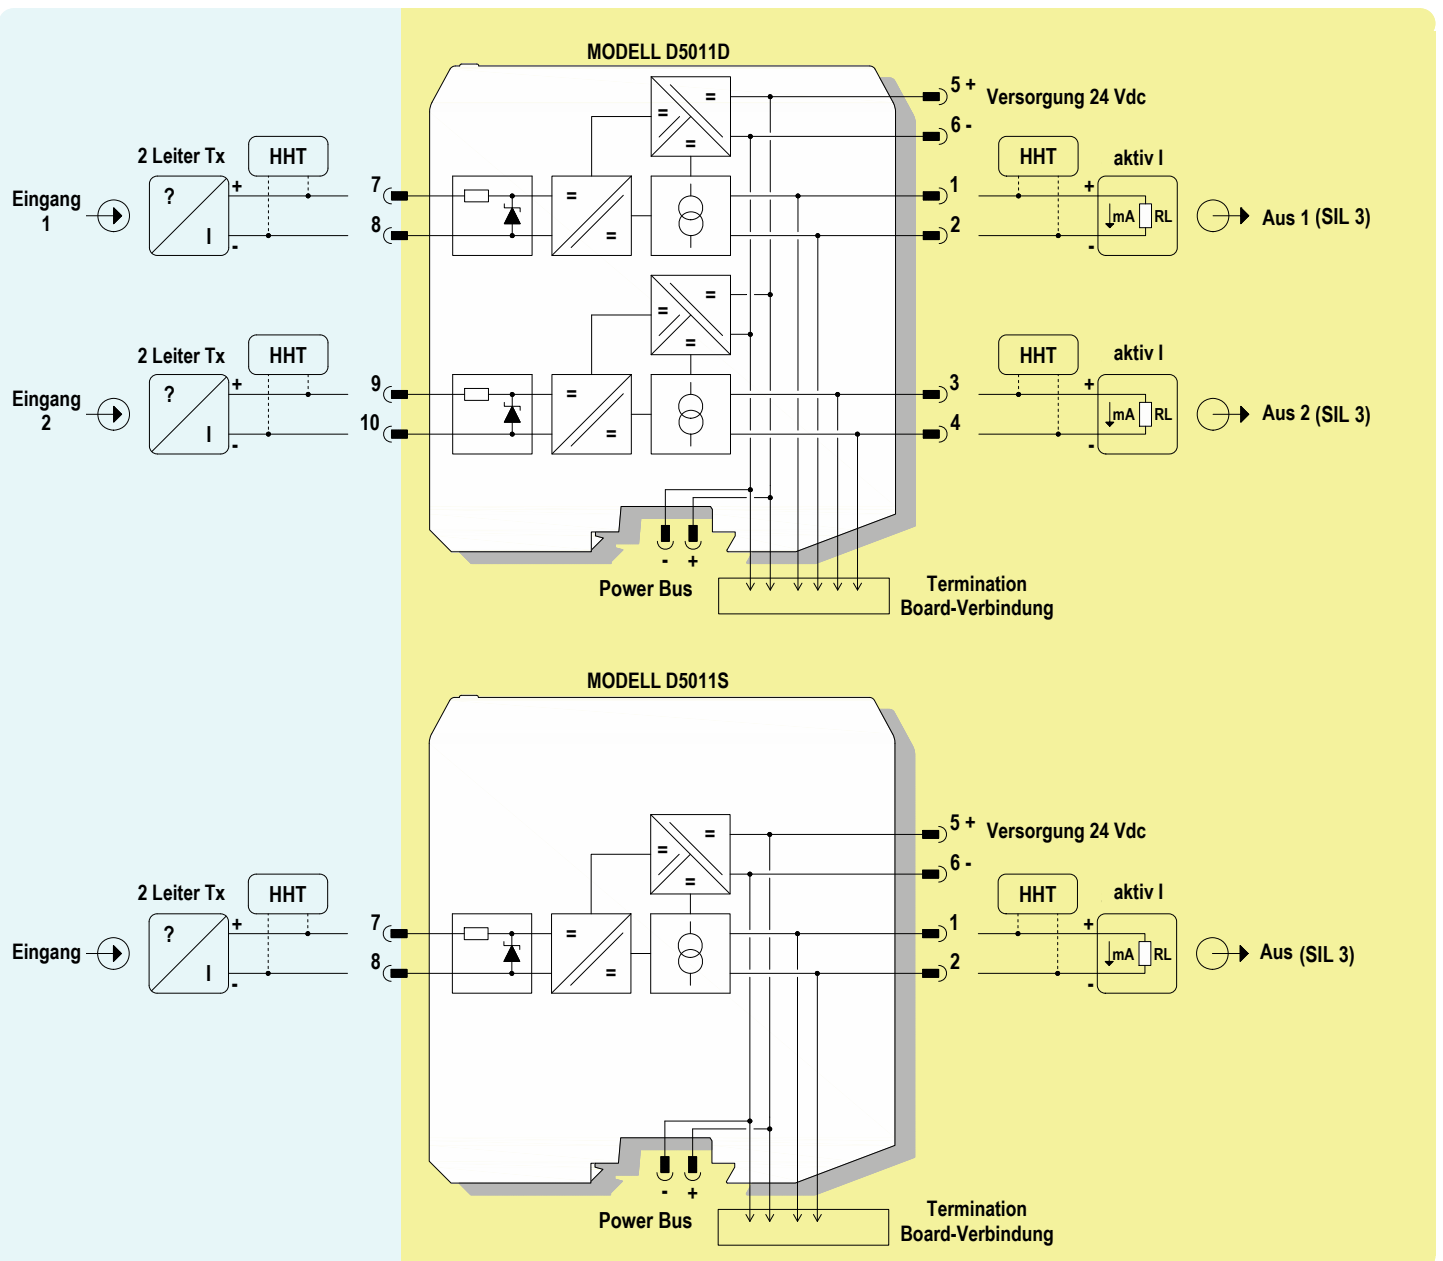 MODELL D5011D
5 +
Versorgung 24 Vdc
6 -
2 Leiter Tx
HHT
HHT
aktiv I
Eingang
1
?
I
+
-
7
8
=
=
=
=
=
1
2
+
-
mA
RL
Aus 1 (SIL 3)
2 Leiter Tx
HHT
HHT
aktiv I
Eingang
2
?
I
+
-
9
10
=
=
=
=
=
3
4
+
-
mA
RL
Aus 2 (SIL 3)
-
+
Power Bus
Termination
Board-Verbindung
MODELL D5011S
5 +
Versorgung 24 Vdc
6 -
2 Leiter Tx
HHT
HHT
aktiv I
Eingang
?
I
+
-
7
8
=
=
=
=
=
1
2
+
-
mA
RL
Aus (SIL 3)
-
+
Power Bus
Termination
Board-Verbindung